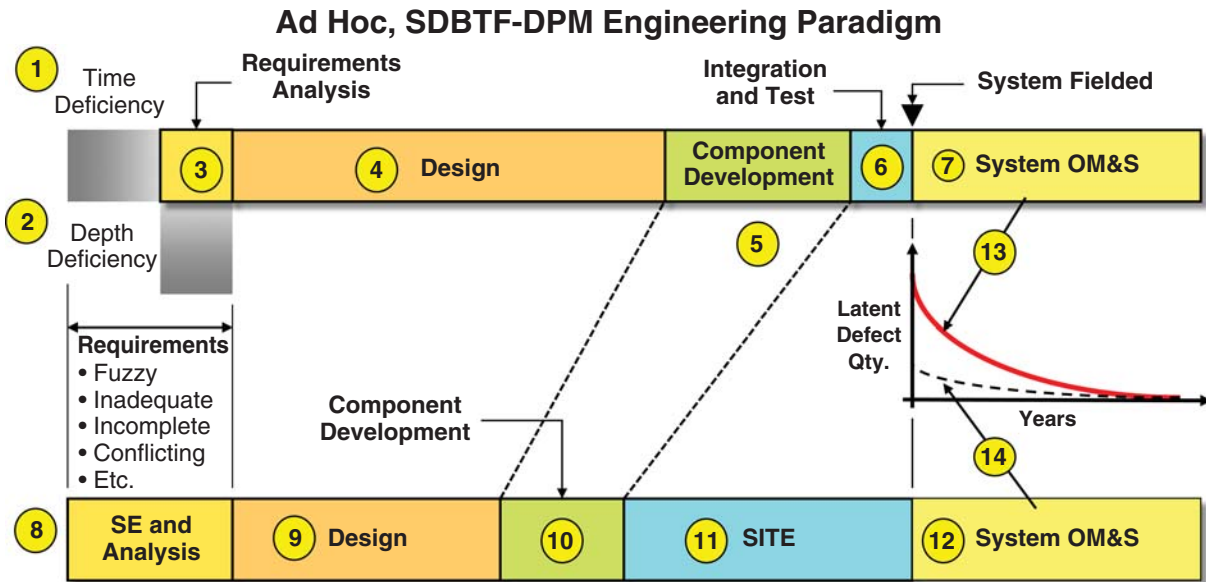 Ad Hoc, SDBTF-DPM Engineering Paradigm
1
Time
Deficiency
Requirements
Analysis
Integration
and Test
System Fielded
3
4
Design
Component
Development
6
7
System OM&S
2
Depth
Deficiency
5
13
Latent
Defect
Qty.
Years
14
Requirements
• Fuzzy
• Inadequate
• Incomplete
• Conflicting
• Etc.
Component
Development
8
SE and
Analysis
9
Design
10
11
SITE
12
System OM&S